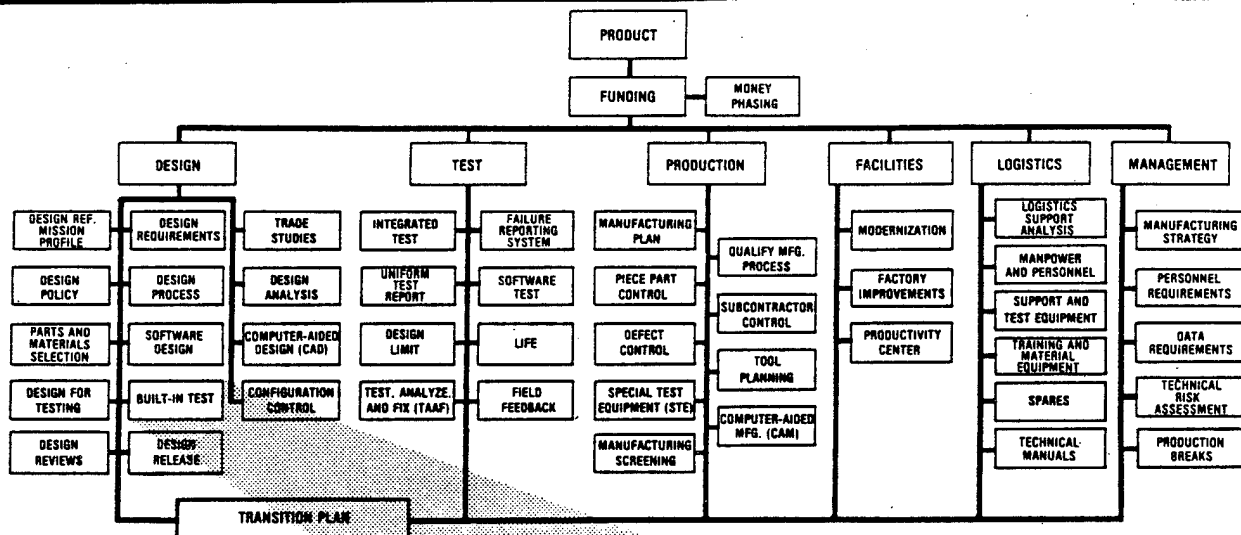 PRODUCT
FUNDING
MONEY
PHASING
DESIGN
TEST
PRODUCTION
FACILITIES
LOGISTICS
MANAGEMENT
DESIGN REF.
MISSION
PROFILE
DESIGN
REQUIREMENTS
TRADE
STUDIES
DESIGN
POLICY
DESIGN
PROCESS
DESIGN
ANALYSIS
PARTS AND
MATERIALS
SELECTION
SOFTWARE
DESIGN
COMPUTER-AIDED
DESIGN (CAD)
DESIGN FOR
TESTING
BUILT-IN TEST
CONFIGURATION
CONTROL
DESIGN
REVIEWS
DESIGN
RELEASE
INTEGRATED
TEST
FAILURE
REPORTING
SYSTEM
UNIFORM
TEST
REPORT
SOFTWARE
TEST
DESIGN
LIMIT
LIFE
TEST, ANALYZE,
AND FIX (TAAF)
FIELD
FEEDBACK
MANUFACTURING
PLAN
QUALIFY MFG.
PROCESS
PIECE PART
CONTROL
SUBCONTRACTOR
CONTROL
DEFECT
CONTROL
TOOL
PLANNING
SPECIAL TEST
EQUIPMENT (STE)
COMPUTER-AIDED
MFG. (CAM)
MANUFACTURING
SCREENING
MODERNIZATION
FACTORY
IMPROVEMENTS
PRODUCTIVITY
CENTER
LOGISTICS
SUPPORT
ANALYSIS
MANPOWER
AND PERSONNEL
SUPPORT AND
TEST EQUIPMENT
TRAINING AND
MATERIAL
EQUIPMENT
SPARES
TECHNICAL
MANUALS
MANUFACTURING
STRATEGY
PERSONNEL
REQUIREMENTS
DATA
REQUIREMENTS
TECHNICAL
RISK
ASSESSMENT
PRODUCTION
BREAKS
TRANSITION PLAN